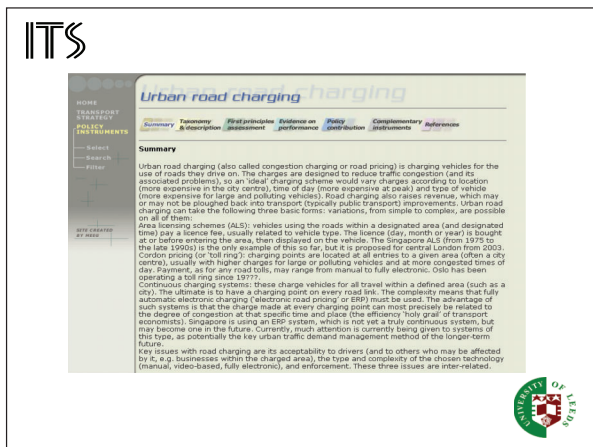 ITS
Urban road charging
HOME
TRANSPORT
STRATEGY
POLICY
INSTRUMENTS
Select
Search
Filter
SITE CREATED
BY MWEB
Summary
Taxonomy
& description
First principles
assessment
Evidence on
performance
Policy
contribution
Complementary
instruments
References
Summary
Urban road charging (also called congestion charging or road pricing) is charging vehicles for the
use of roads they drive on. The charges are designed to reduce traffic congestion (and its
associated problems), so an 'ideal' charging scheme would vary charges according to location
(more expensive in the city centre), time of day (more expensive at peak) and type of vehicle
(more expensive for large and polluting vehicles). Road charging also raises revenue, which may
or may not be ploughed back into transport (typically public transport) improvements. Urban road
charging can take the following three basic forms: variations, from simple to complex, are possible
on all of them:
Area licensing schemes (ALS): vehicles using the roads within a designated area (and designated
time) pay a licence fee, usually related to vehicle type. The licence (day, month or year) is bought
at or before entering the area, then displayed on the vehicle. The Singapore ALS (from 1975 to
the late 1990s) is the only example of this so far, but it is proposed for central London from 2003.
Cordon pricing (or 'toll ring'): charging points are located at all entries to a given area (often a city
centre), usually with higher charges for large or polluting vehicles and at more congested times of
day. Payment, as for any road tolls, may range from manual to fully electronic. Oslo has been
operating a toll ring since 19???.
Continuous charging systems: these charge vehicles for all travel within a defined area (such as a
city). The ultimate is to have a charging point on every road link. The complexity means that fully
automatic electronic charging ('electronic road pricing' or ERP) must be used. The advantage of
such systems is that the charge made at every charging point can most precisely be related to
the degree of congestion at that specific time and place (the efficiency 'holy grail' of transport
economists). Singapore is using an ERP system, which is not yet a truly continuous system, but
may become one in the future. Currently, much attention is currently being given to systems of
this type, as potentially the key urban traffic demand management method of the longer-term
future.
Key issues with road charging are its acceptability to drivers (and to others who may be affected
by it, e.g. businesses within the charged area), the type and complexity of the chosen technology
(manual, video-based, fully electronic), and enforcement. These three issues are inter-related.
UNIVERSITY OF LEEDS